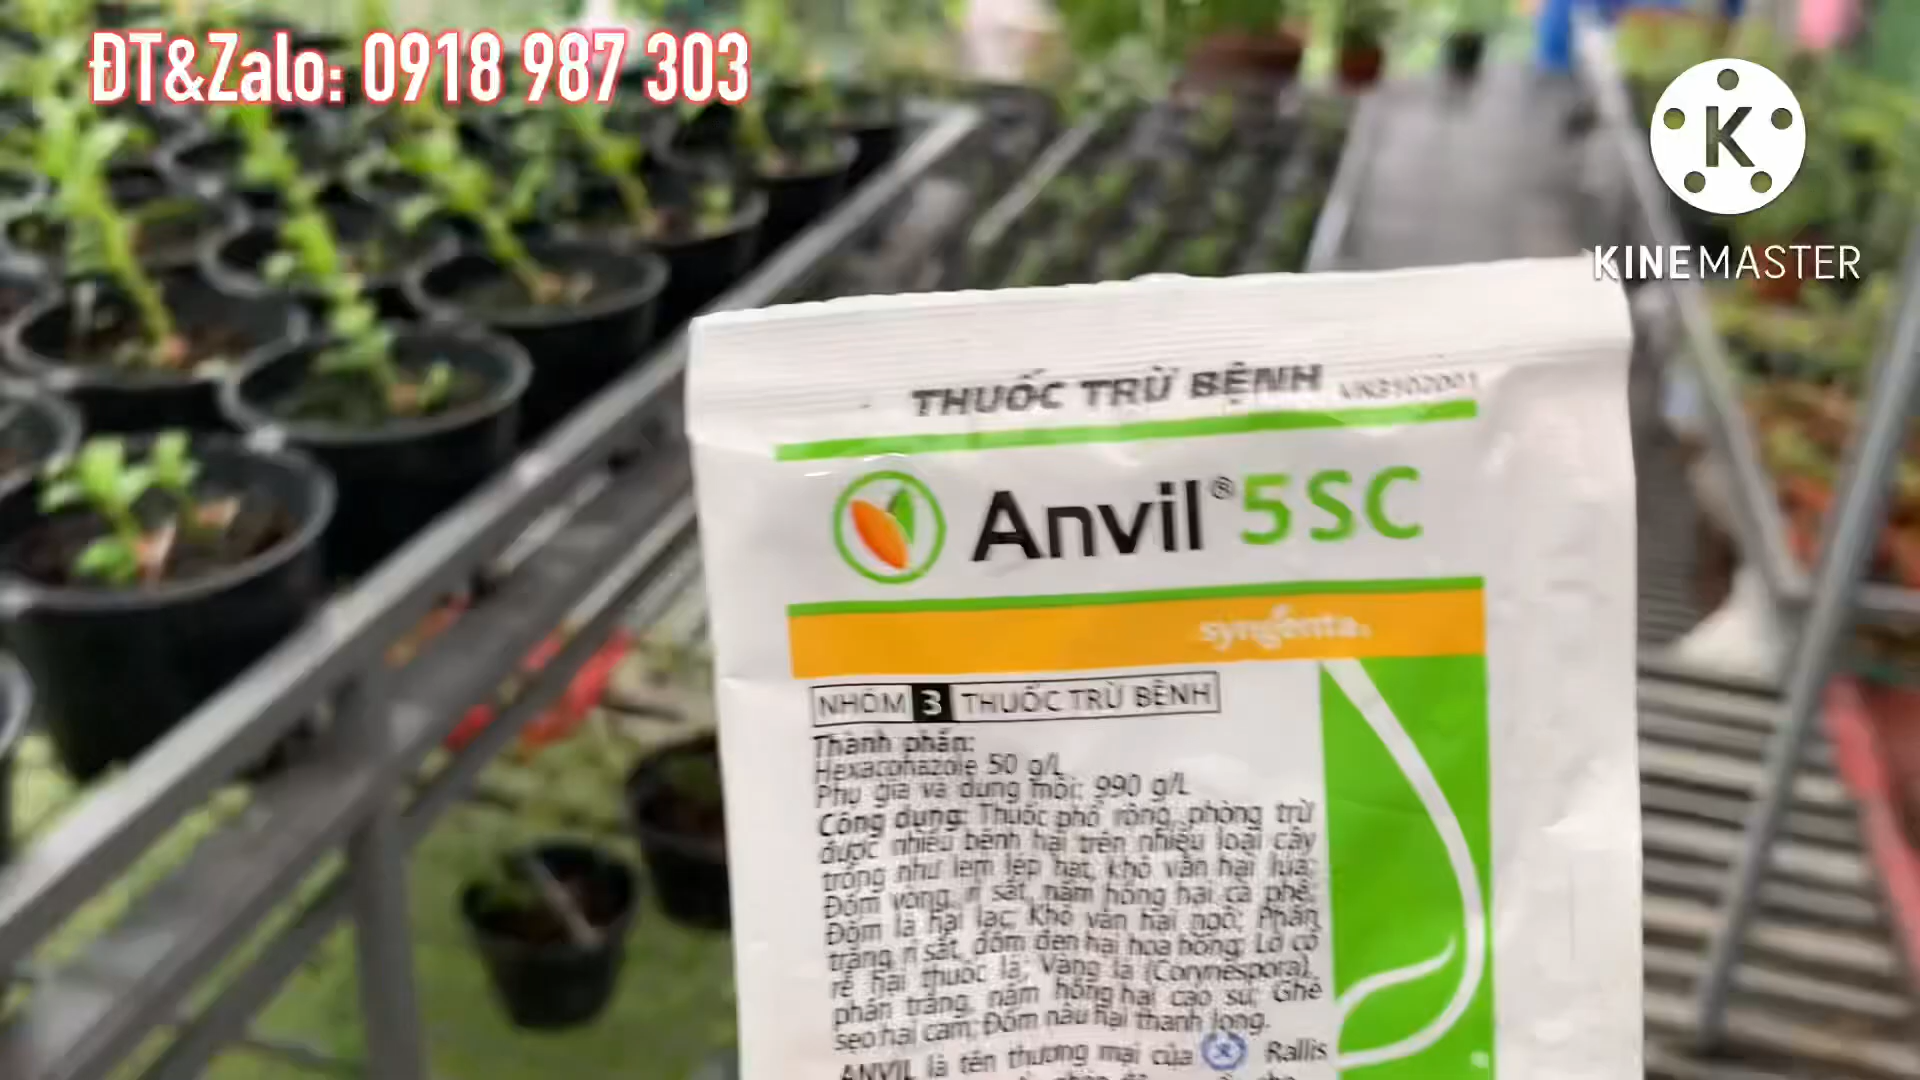 ĐT&Zalo: 0918 987 303
K
KINEMASTER
THUỐC TRỪ BỆNH VK3102001
Anvil® 5SC
syngenta.
NHÓM 3 THUỐC TRỪ BỆNH
Thành phần:
Hexaconazole 50 g/L
Phụ gia và dung môi: 990 g/L
Công dụng: Thuốc phổ rộng, phòng trừ
được nhiều bệnh hại trên nhiều loại cây
trồng như lem lép hạt, khô vằn hại lúa;
Đốm vòng, rỉ sắt, nấm hồng hại cà phê;
Đốm lá hại lạc; Khô vằn hại ngô; Phấn
trắng, rỉ sắt, đốm đen hại hoa hồng; Lở cổ
rễ hại thuốc lá; Vàng lá (Corynespora),
phấn trắng, nấm hồng hại cao su; Ghẻ
sẹo hại cam; Đốm nâu hại thanh long.
ANVIL là tên thương mại của Rallis